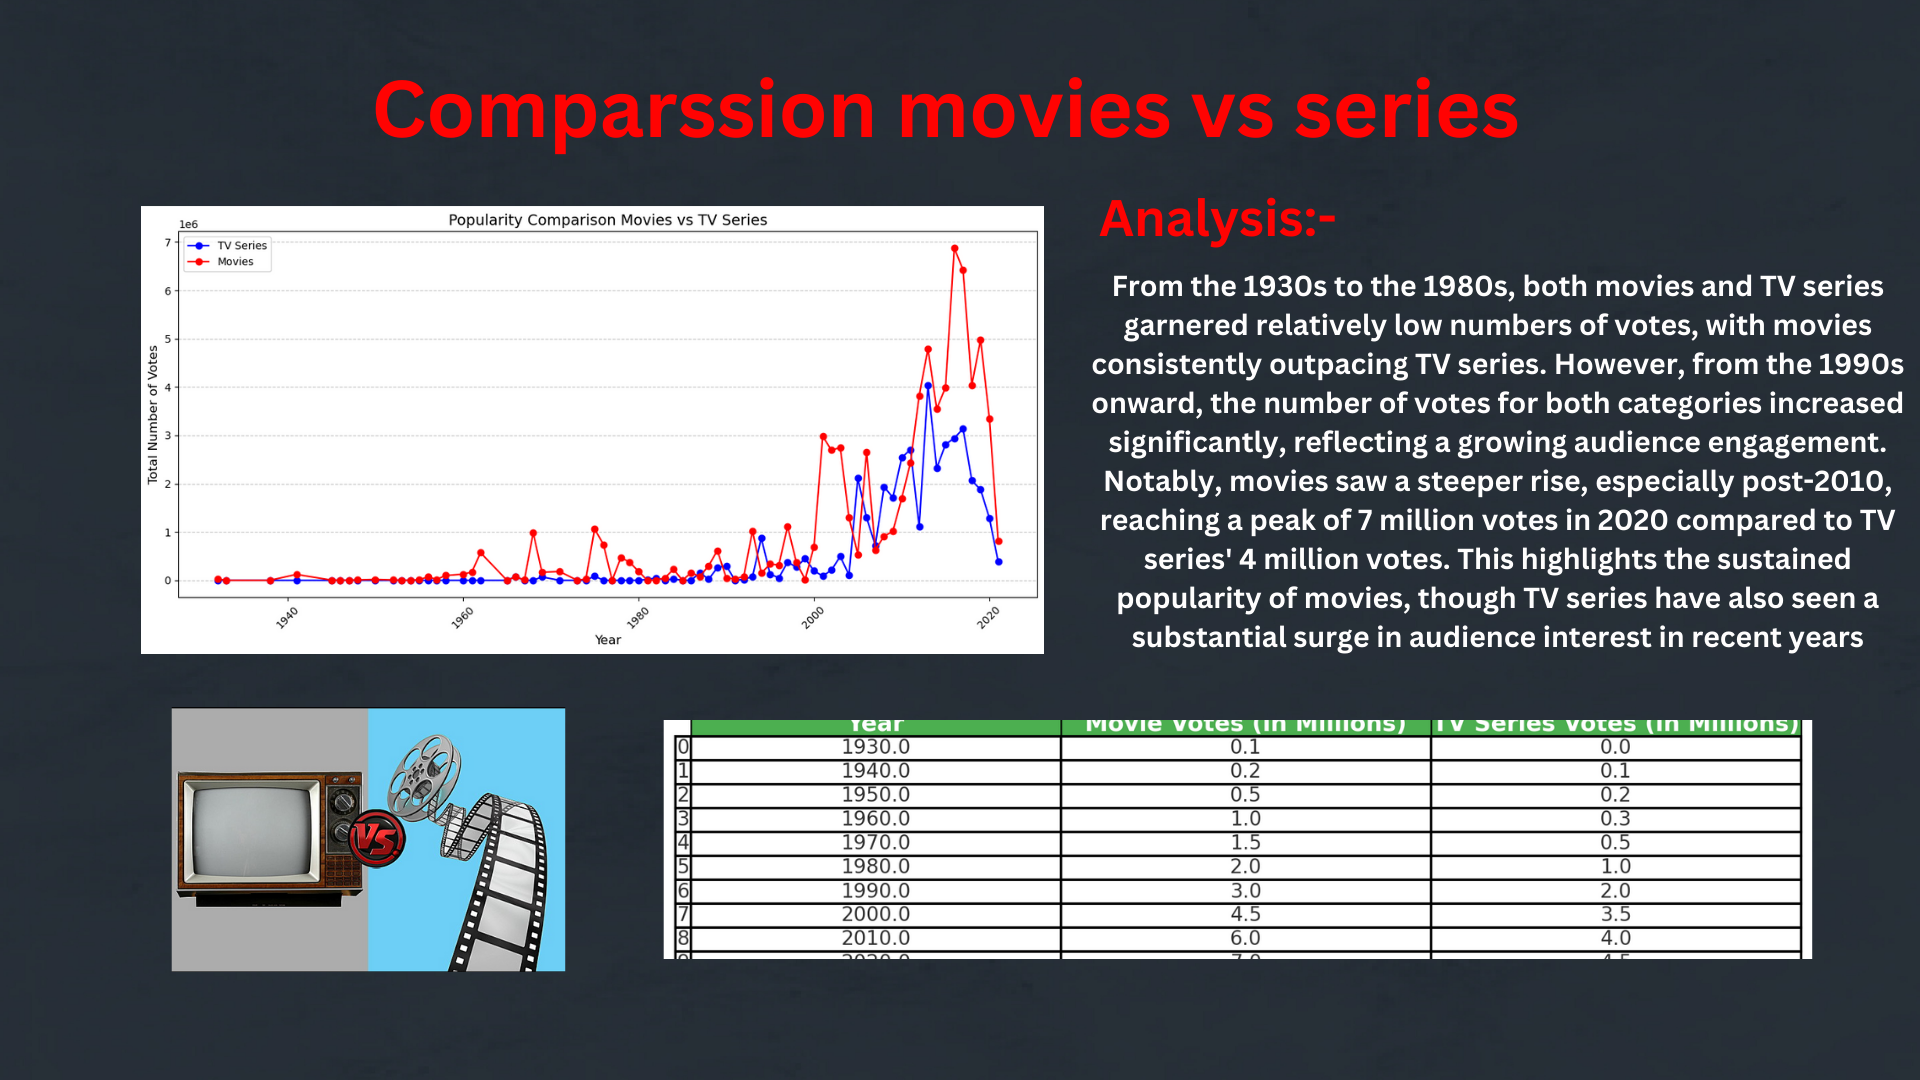 Comparssion movies vs series
Popularity Comparison Movies vs TV Series
1e6
TV Series
Movies
7
6
5
4
3
2
1
0
Total Number of Votes
1940 1960 1980 2000 2020
Year
Analysis:-
From the 1930s to the 1980s, both movies and TV series
garnered relatively low numbers of votes, with movies
consistently outpacing TV series. However, from the 1990s
onward, the number of votes for both categories increased
significantly, reflecting a growing audience engagement.
Notably, movies saw a steeper rise, especially post-2010,
reaching a peak of 7 million votes in 2020 compared to TV
series' 4 million votes. This highlights the sustained
popularity of movies, though TV series have also seen a
substantial surge in audience interest in recent years
VS.
Year Movie Votes (in Millions) TV Series Votes (in Millions)
0 1930.0 0.1 0.0
1 1940.0 0.2 0.1
2 1950.0 0.5 0.2
3 1960.0 1.0 0.3
4 1970.0 1.5 0.5
5 1980.0 2.0 1.0
6 1990.0 3.0 2.0
7 2000.0 4.5 3.5
8 2010.0 6.0 4.0